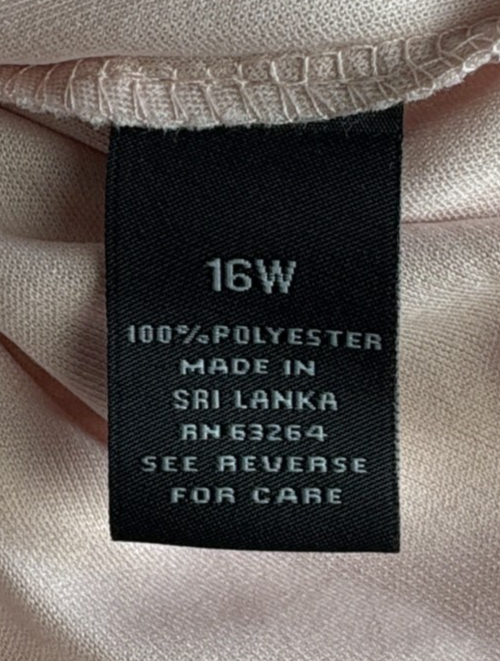 16W
100%POLYESTER
MADE IN
SRI LANKA
RN 63264
SEE REVERSE
FOR CARE